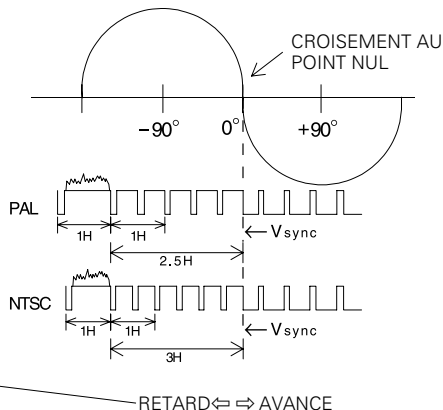 CROISEMENT AU
POINT NUL
−90° 0° +90°
PAL
1H 1H
Vsync
2.5H
NTSC
1H 1H
Vsync
3H
RETARD⇦ ⇨ AVANCE